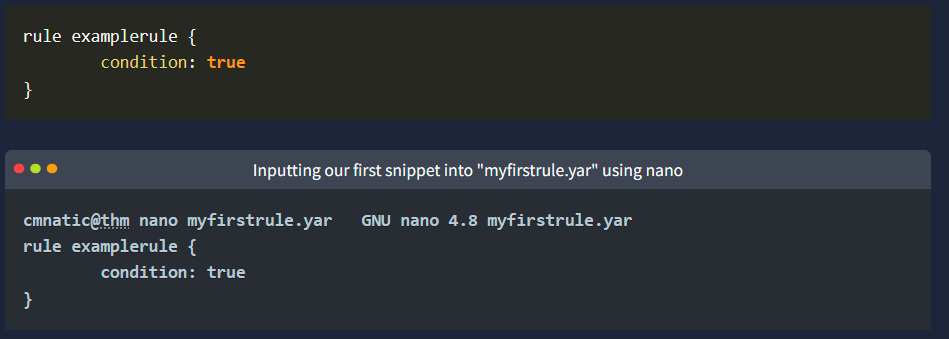 rule examplerule {
        condition: true
}
Inputting our first snippet into "myfirstrule.yar" using nano
cmnatic@thm nano myfirstrule.yar   GNU nano 4.8 myfirstrule.yar
rule examplerule {
        condition: true
}